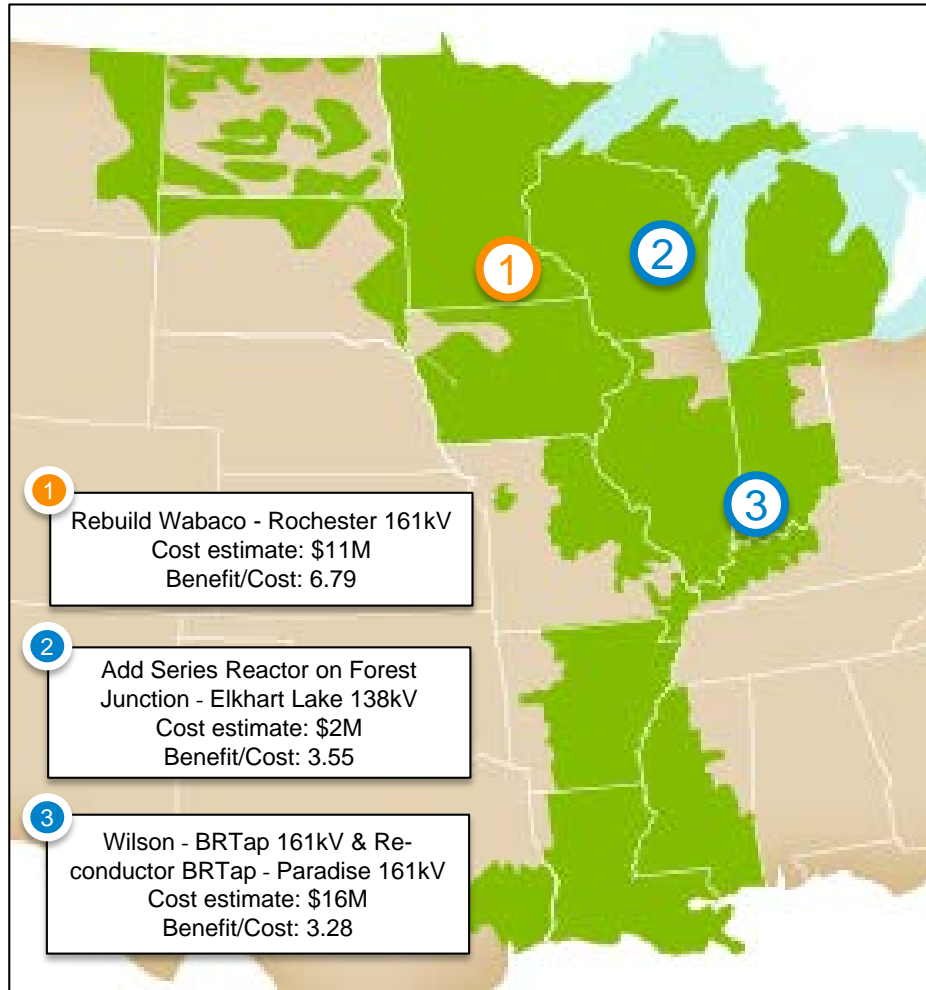 1
2
3
1
Rebuild Wabaco - Rochester 161kV
Cost estimate: $11M
Benefit/Cost: 6.79
2
Add Series Reactor on Forest
Junction - Elkhart Lake 138kV
Cost estimate: $2M
Benefit/Cost: 3.55
3
Wilson - BRTap 161kV & Re-
conductor BRTap - Paradise 161kV
Cost estimate: $16M
Benefit/Cost: 3.28